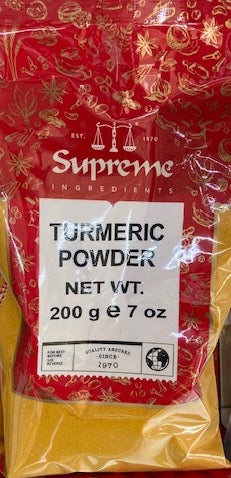 EST. 1970
Supreme
INGREDIENTS
TURMERIC
POWDER
NET WT.
200 g e 7 oz
FOR BEST
BEFORE
SEE
REVERSE
QUALITY ASSURED
SINCE
1970